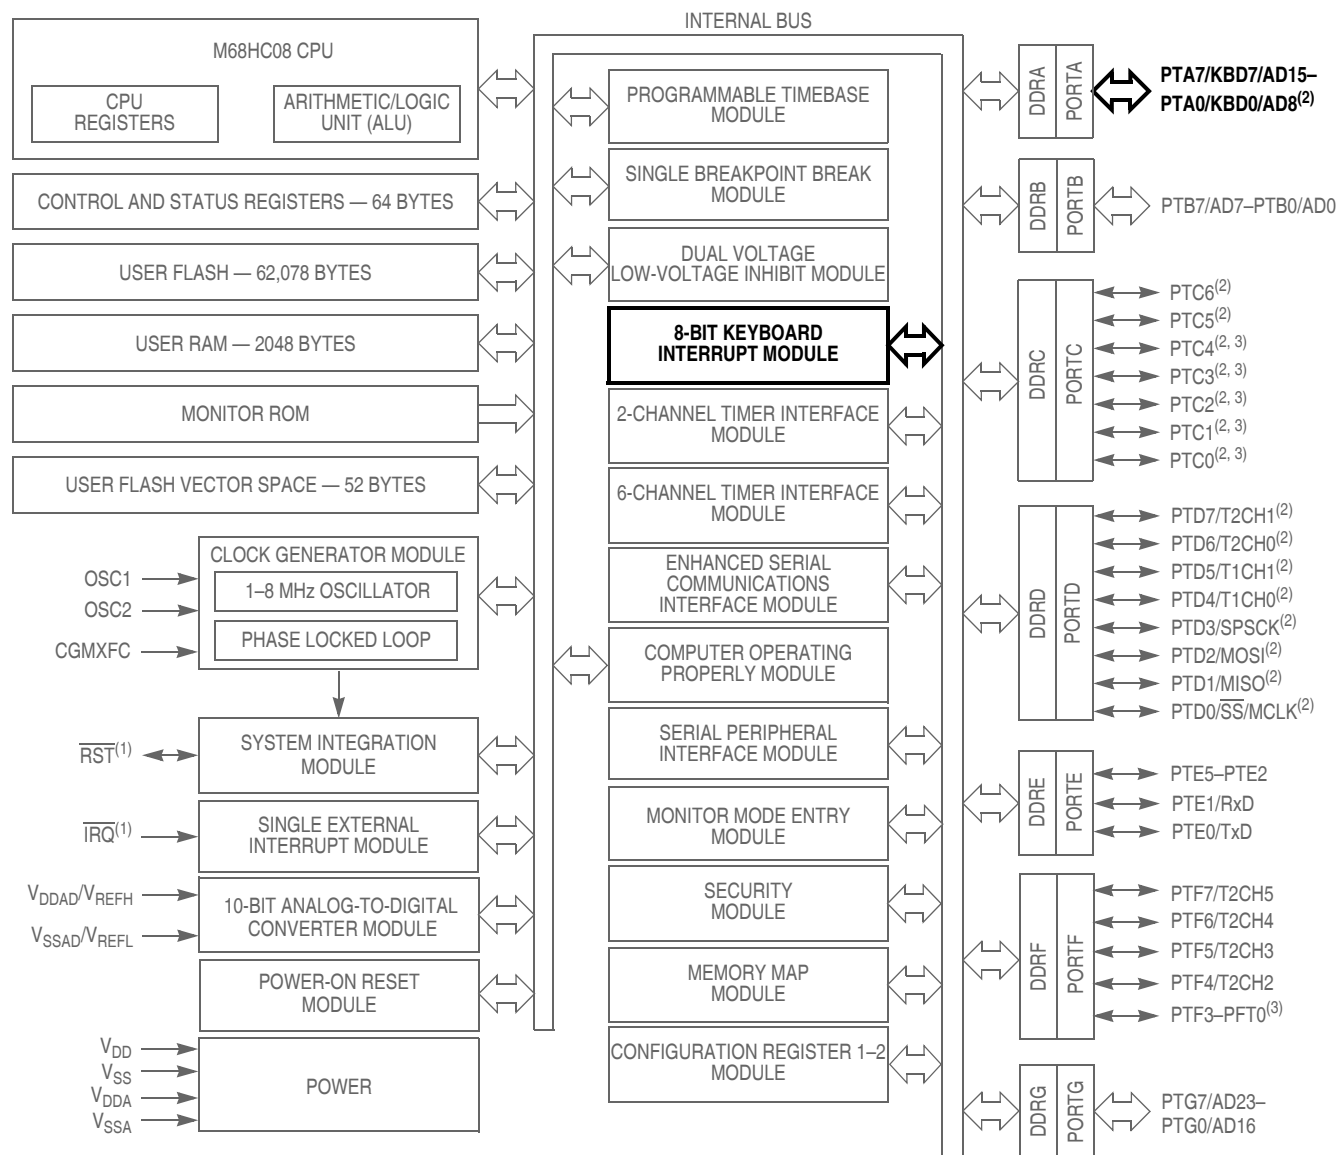 INTERNAL BUS
M68HC08 CPU
CPU
REGISTERS
ARITHMETIC/LOGIC
UNIT (ALU)
CONTROL AND STATUS REGISTERS — 64 BYTES
USER FLASH — 62,078 BYTES
USER RAM — 2048 BYTES
MONITOR ROM
USER FLASH VECTOR SPACE — 52 BYTES
CLOCK GENERATOR MODULE
1–8 MHz OSCILLATOR
PHASE LOCKED LOOP
OSC1
OSC2
CGMXFC
SYSTEM INTEGRATION
MODULE
RST(1)
SINGLE EXTERNAL
INTERRUPT MODULE
IRQ(1)
10-BIT ANALOG-TO-DIGITAL
CONVERTER MODULE
VDDAD/VREFH
VSSAD/VREFL
POWER-ON RESET
MODULE
POWER
VDD
VSS
VDDA
VSSA
PROGRAMMABLE TIMEBASE
MODULE
SINGLE BREAKPOINT BREAK
MODULE
DUAL VOLTAGE
LOW-VOLTAGE INHIBIT MODULE
8-BIT KEYBOARD
INTERRUPT MODULE
2-CHANNEL TIMER INTERFACE
MODULE
6-CHANNEL TIMER INTERFACE
MODULE
ENHANCED SERIAL
COMMUNICATIONS
INTERFACE MODULE
COMPUTER OPERATING
PROPERLY MODULE
SERIAL PERIPHERAL
INTERFACE MODULE
MONITOR MODE ENTRY
MODULE
SECURITY
MODULE
MEMORY MAP
MODULE
CONFIGURATION REGISTER 1–2
MODULE
DDRA
PORTA
PTA7/KBD7/AD15–
PTA0/KBD0/AD8(2)
DDRB
PORTB
PTB7/AD7–PTB0/AD0
DDRC
PORTC
PTC6(2)
PTC5(2)
PTC4(2, 3)
PTC3(2, 3)
PTC2(2, 3)
PTC1(2, 3)
PTC0(2, 3)
DDRD
PORTD
PTD7/T2CH1(2)
PTD6/T2CH0(2)
PTD5/T1CH1(2)
PTD4/T1CH0(2)
PTD3/SPSCK(2)
PTD2/MOSI(2)
PTD1/MISO(2)
PTD0/SS/MCLK(2)
DDRE
PORTE
PTE5–PTE2
PTE1/RxD
PTE0/TxD
DDRF
PORTF
PTF7/T2CH5
PTF6/T2CH4
PTF5/T2CH3
PTF4/T2CH2
PTF3–PFT0(3)
DDRG
PORTG
PTG7/AD23–
PTG0/AD16